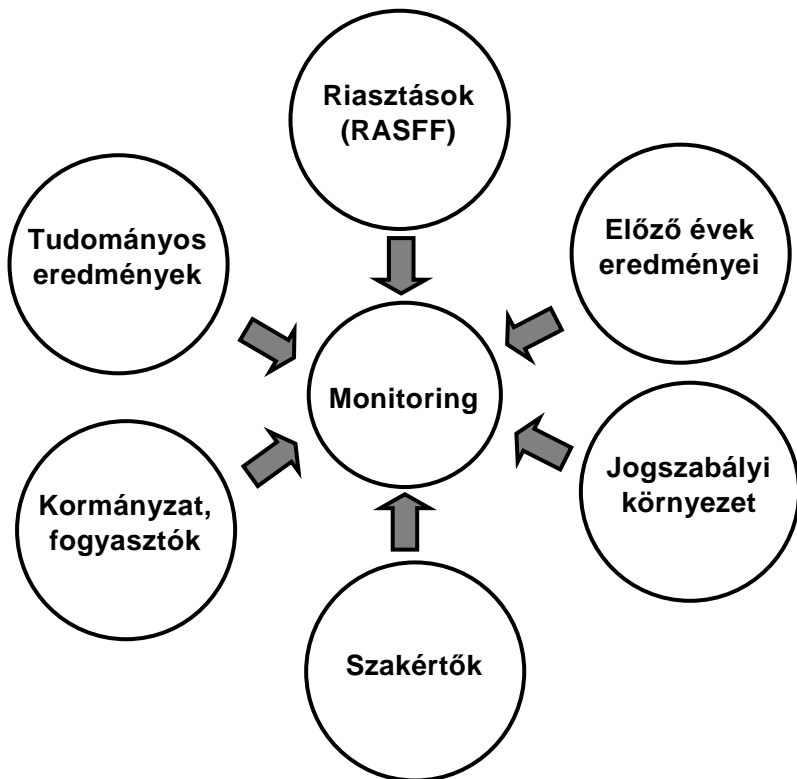 Riasztások
(RASFF)
Tudományos
eredmények
Előző évek
eredményei
Monitoring
Kormányzat,
fogyasztók
Jogszabályi
környezet
Szakértők